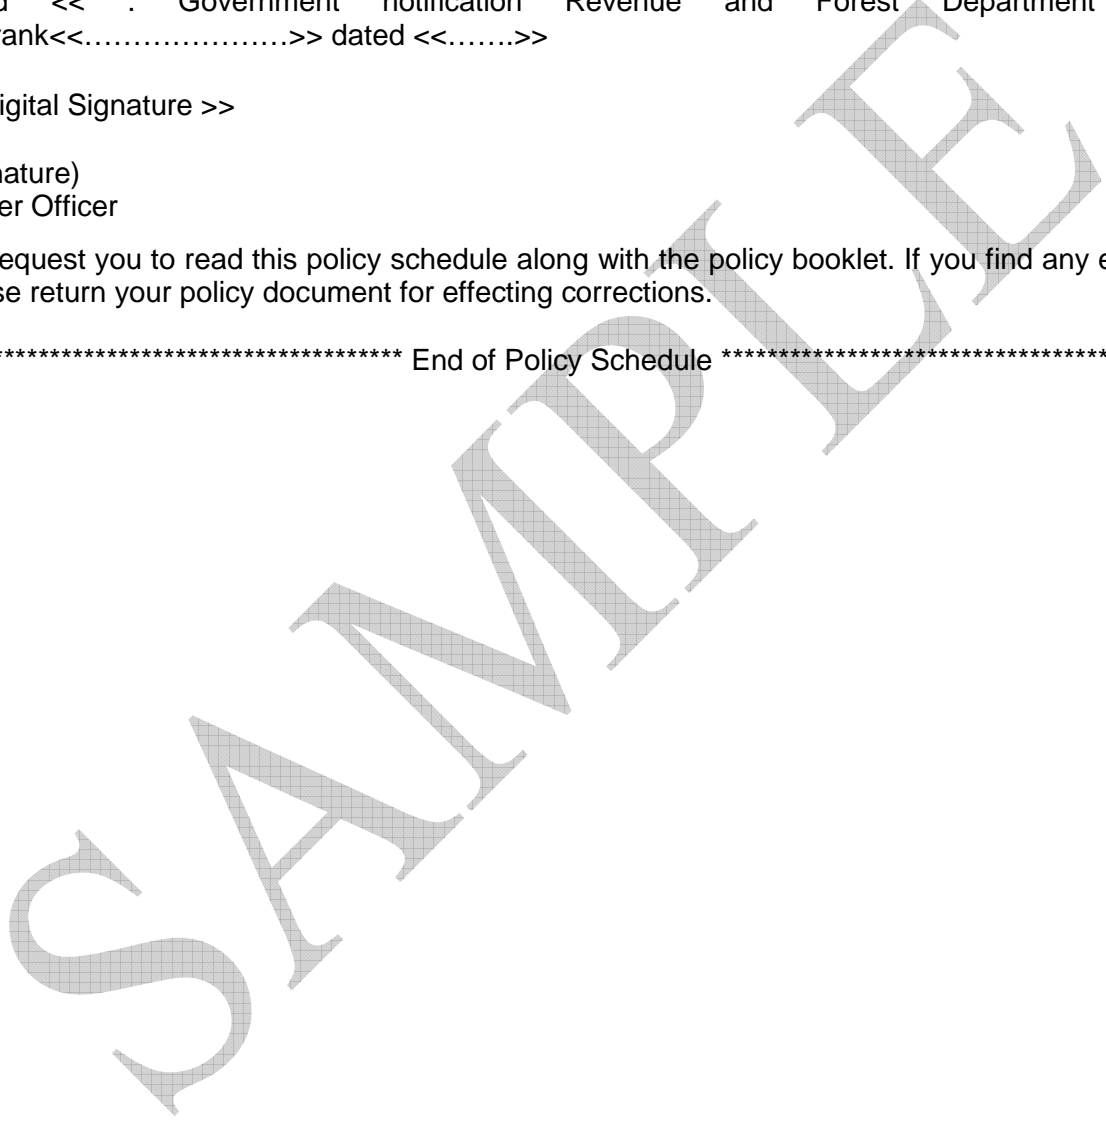 << : Government notification Revenue and Forest Department
rank<<…………………>> dated <<…….>>
Digital Signature >>
nature)
er Officer
request you to read this policy schedule along with the policy booklet. If you find any e
se return your policy document for effecting corrections.
*********************************** End of Policy Schedule **********************************
SAMPLE